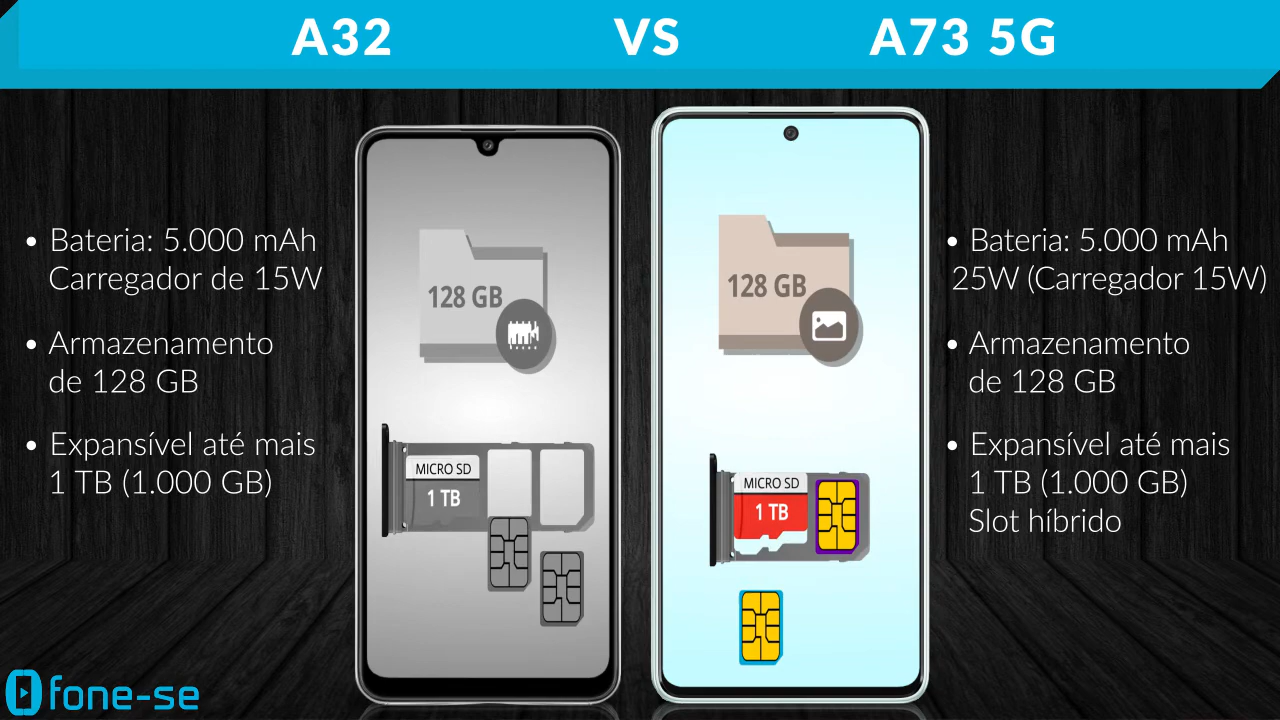 A32 VS A73 5G
• Bateria: 5.000 mAh
Carregador de 15W
• Armazenamento
de 128 GB
• Expansível até mais
1 TB (1.000 GB)
128 GB
MICRO SD
1 TB
128 GB
MICRO SD
1 TB
• Bateria: 5.000 mAh
25W (Carregador 15W)
• Armazenamento
de 128 GB
• Expansível até mais
1 TB (1.000 GB)
Slot híbrido
fone-se